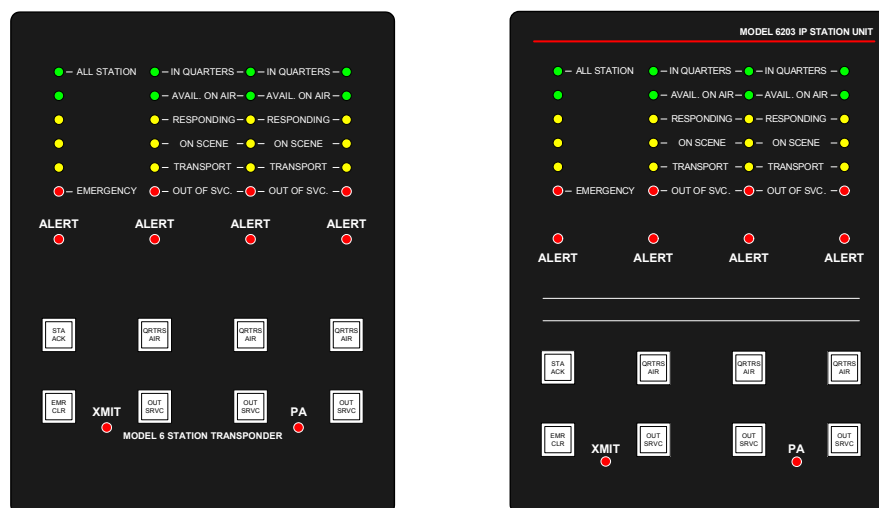 ALL STATION IN QUARTERS IN QUARTERS
AVAIL. ON AIR AVAIL. ON AIR
RESPONDING RESPONDING
ON SCENE ON SCENE
TRANSPORT TRANSPORT
EMERGENCY OUT OF SVC. OUT OF SVC.
ALERT ALERT ALERT ALERT
STA QRTRS QRTRS QRTRS
ACK AIR AIR AIR
EMR OUT OUT OUT
CLR SRVC SRVC SRVC
XMIT PA
MODEL 6 STATION TRANSPONDER
MODEL 6203 IP STATION UNIT
ALL STATION IN QUARTERS IN QUARTERS
AVAIL. ON AIR AVAIL. ON AIR
RESPONDING RESPONDING
ON SCENE ON SCENE
TRANSPORT TRANSPORT
EMERGENCY OUT OF SVC. OUT OF SVC.
ALERT ALERT ALERT ALERT
STA QRTRS QRTRS QRTRS
ACK AIR AIR AIR
EMR OUT OUT OUT
CLR SRVC SRVC SRVC
XMIT PA